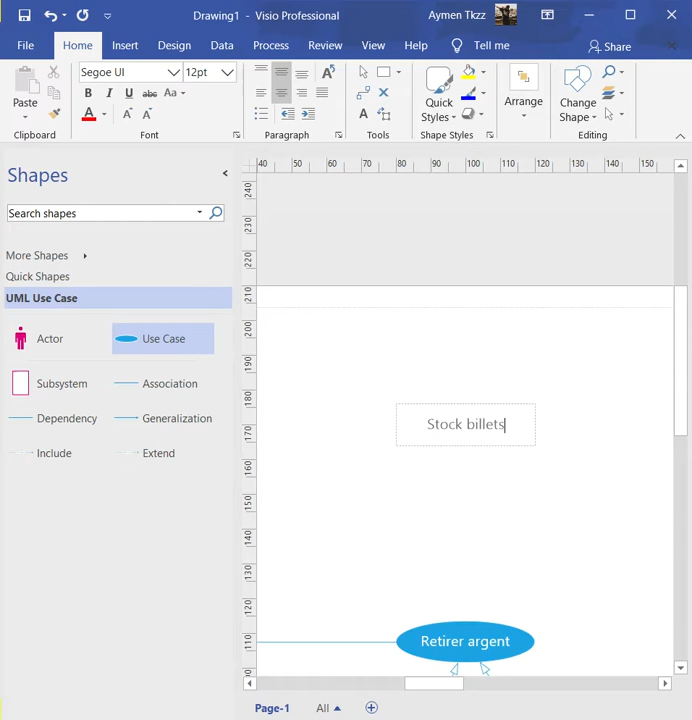 Drawing1 - Visio Professional
Aymen Tkzz
File Home Insert Design Data Process Review View Help Tell me Share
Segoe UI 12pt
Paste
B I U abc Aa
A A A
A
Quick Styles
Arrange
Change Shape
Clipboard Font Paragraph Tools Shape Styles Editing
Shapes
Search shapes
More Shapes
Quick Shapes
UML Use Case
Actor Use Case
Subsystem Association
Dependency Generalization
Include Extend
40 50 60 70 80 90 100 110 120 130 140 150
240
230
220
210
200
190
180
170
160
150
140
130
120
110
Stock billets
Retirer argent
Page-1 All